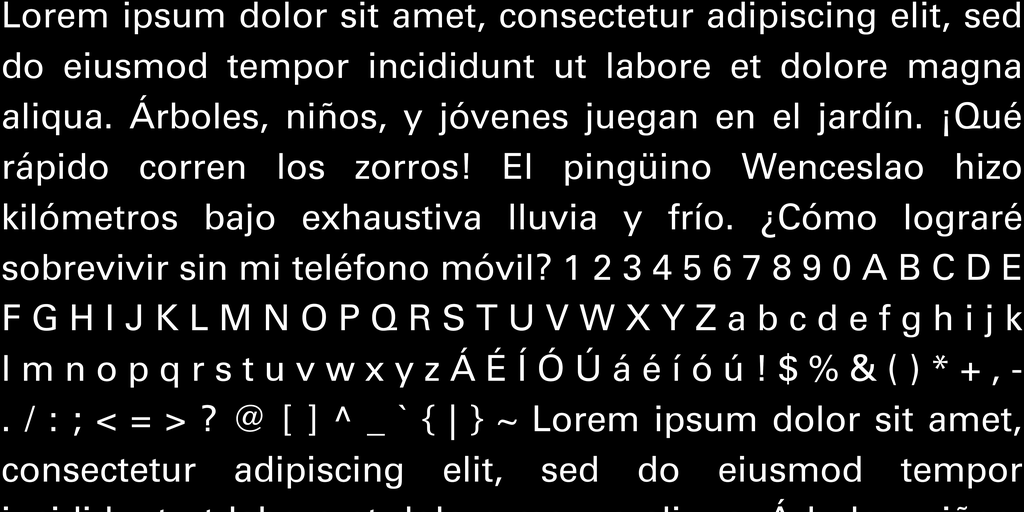 Lorem ipsum dolor sit amet, consectetur adipiscing elit, sed
do eiusmod tempor incididunt ut labore et dolore magna
aliqua. Árboles, niños, y jóvenes juegan en el jardín. ¡Qué
rápido corren los zorros! El pingüino Wenceslao hizo
kilómetros bajo exhaustiva lluvia y frío. ¿Cómo lograré
sobrevivir sin mi teléfono móvil? 1 2 3 4 5 6 7 8 9 0 A B C D E
F G H I J K L M N O P Q R S T U V W X Y Z a b c d e f g h i j k
l m n o p q r s t u v w x y z Á É Í Ó Ú á é í ó ú ! $ % & ( ) * + , -
. / : ; < = > ? @ [ ] ^ _ ` { | } ~ Lorem ipsum dolor sit amet,
consectetur adipiscing elit, sed do eiusmod tempor